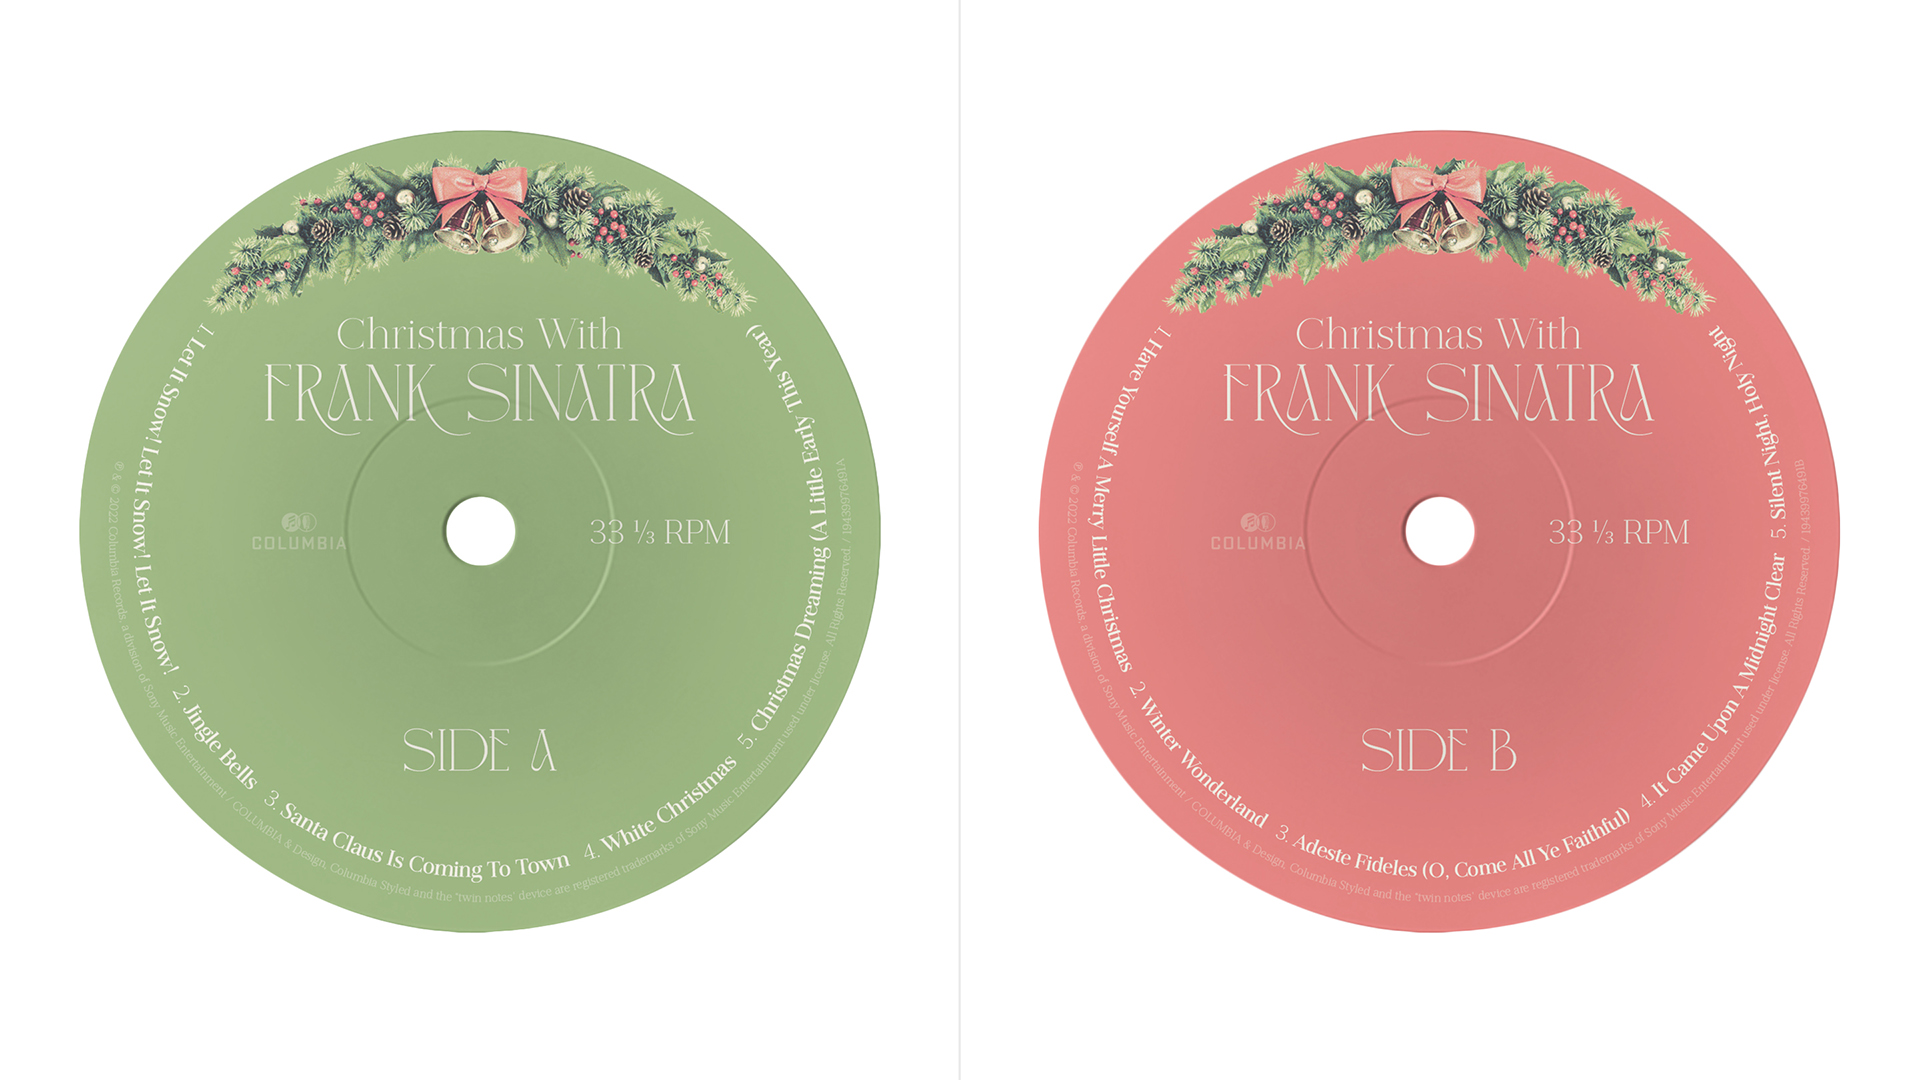 Christmas With
FRANK SINATRA
COLUMBIA
33 ⅓ RPM
SIDE A
1. Let It Snow! Let It Snow! Let It Snow! 2. Jingle Bells 3. Santa Claus Is Coming To Town 4. White Christmas 5. Christmas Dreaming (A Little Early This Year)
℗ & © 2022 Columbia Records, a division of Sony Music Entertainment / COLUMBIA & Design, Columbia Styled and the "twin notes" device are registered trademarks of Sony Music Entertainment used under license. All Rights Reserved. / 19439976491A
Christmas With
FRANK SINATRA
COLUMBIA
33 ⅓ RPM
SIDE B
1. Have Yourself A Merry Little Christmas 2. Winter Wonderland 3. Adeste Fideles (O, Come All Ye Faithful) 4. It Came Upon A Midnight Clear 5. Silent Night, Holy Night
℗ & © 2022 Columbia Records, a division of Sony Music Entertainment / COLUMBIA & Design, Columbia Styled and the "twin notes" device are registered trademarks of Sony Music Entertainment used under license. All Rights Reserved. / 19439976491B